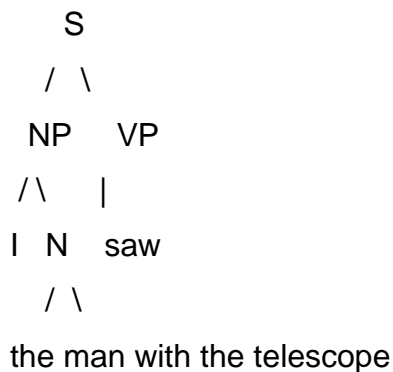 S
/ \
NP VP
/ \ |
I N saw
/ \
the man with the telescope